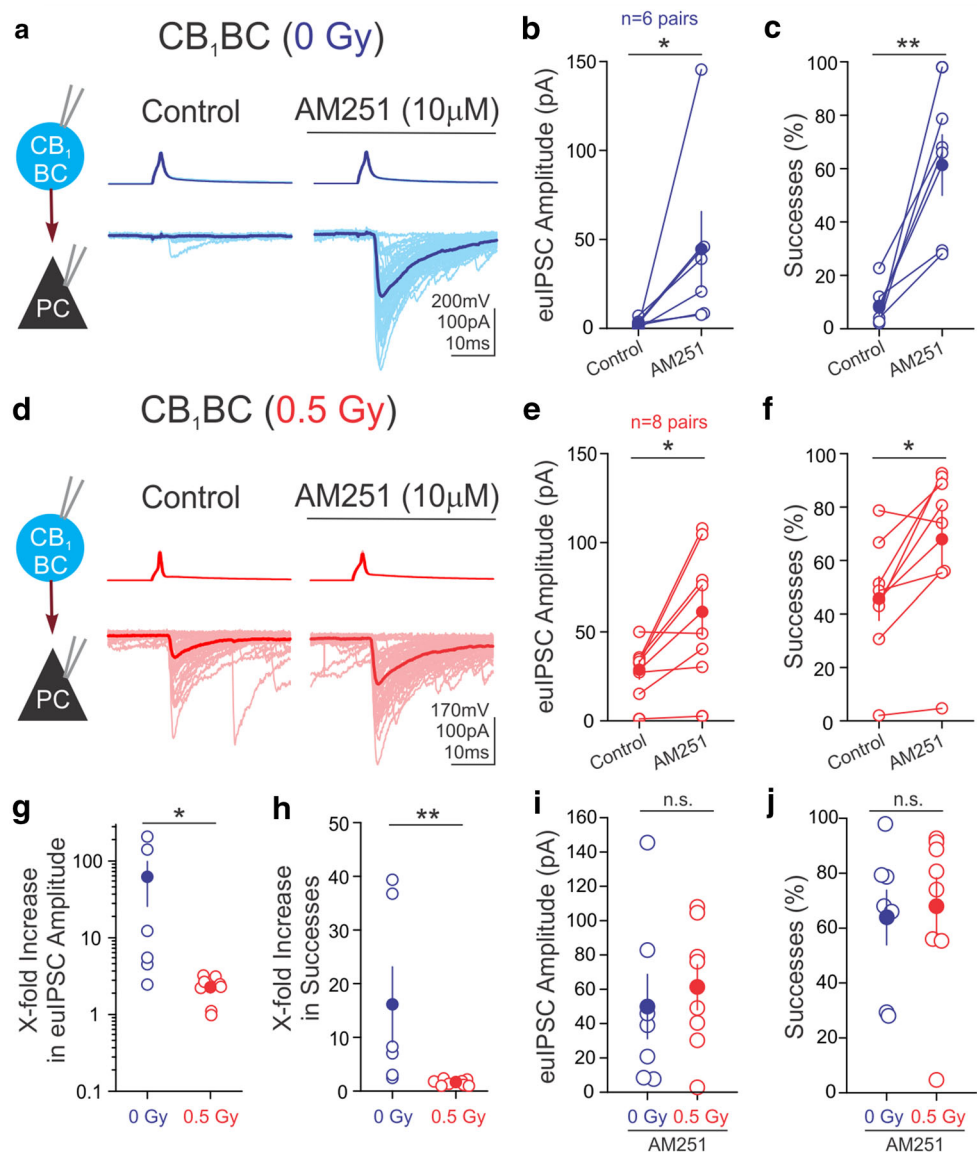 a
CB₁BC (0 Gy)
Control
AM251 (10μM)
CB₁
BC
PC
200mV
100pA
10ms
b
n=6 pairs
*
euIPSC Amplitude (pA)
150
100
50
0
Control
AM251
c
**
Successes (%)
100
80
60
40
20
0
Control
AM251
d
CB₁BC (0.5 Gy)
Control
AM251 (10μM)
CB₁
BC
PC
170mV
100pA
10ms
e
n=8 pairs
*
euIPSC Amplitude (pA)
150
100
50
0
Control
AM251
f
*
Successes (%)
100
80
60
40
20
0
Control
AM251
g
*
X-fold Increase
in euIPSC Amplitude
100
10
1
0.1
0 Gy
0.5 Gy
h
**
X-fold Increase
in Successes
50
40
30
20
10
0
0 Gy
0.5 Gy
i
n.s.
euIPSC Amplitude (pA)
160
140
120
100
80
60
40
20
0
0 Gy
0.5 Gy
AM251
j
n.s.
Successes (%)
100
80
60
40
20
0
0 Gy
0.5 Gy
AM251